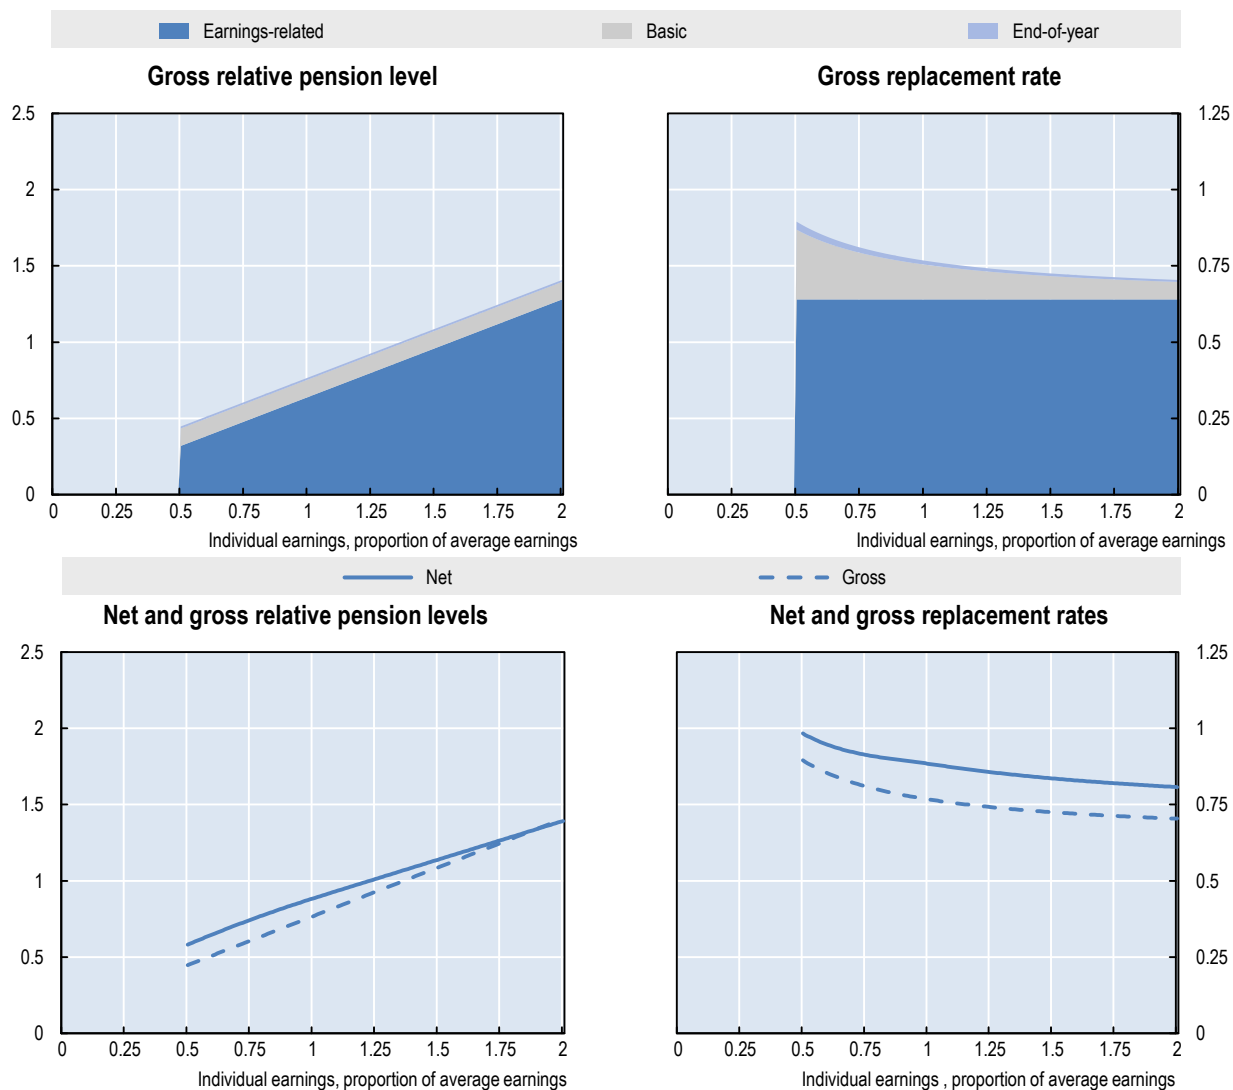 Earnings-related Basic End-of-year
Gross relative pension level
Gross replacement rate
2.5
2
1.5
1
0.5
0
0 0.25 0.5 0.75 1 1.25 1.5 1.75 2
Individual earnings, proportion of average earnings
1.25
1
0.75
0.5
0.25
0
0 0.25 0.5 0.75 1 1.25 1.5 1.75 2
Individual earnings, proportion of average earnings
Net Gross
Net and gross relative pension levels
Net and gross replacement rates
2.5
2
1.5
1
0.5
0
0 0.25 0.5 0.75 1 1.25 1.5 1.75 2
Individual earnings, proportion of average earnings
1.25
1
0.75
0.5
0.25
0
0 0.25 0.5 0.75 1 1.25 1.5 1.75 2
Individual earnings , proportion of average earnings